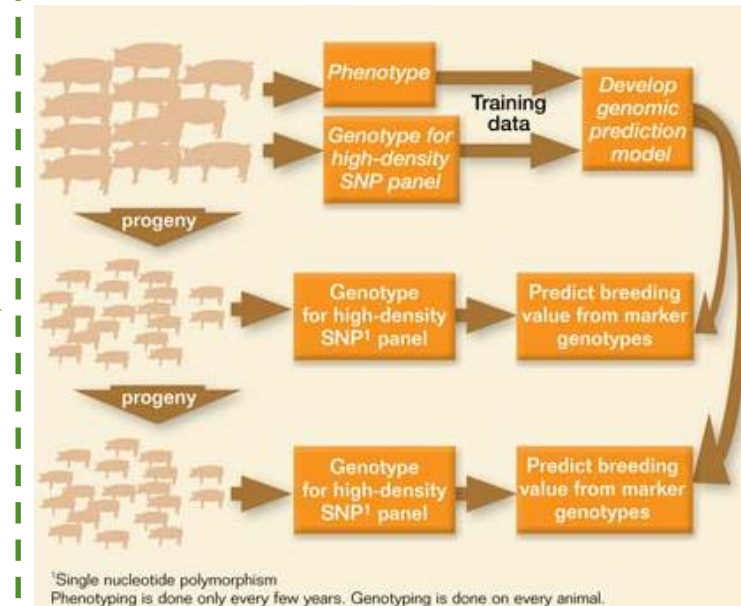 Phenotype
Training
data
Genotype for
high-density
SNP panel
Develop
genomic
prediction
model
progeny
Genotype
for high-density
SNP¹ panel
Predict breeding
value from marker
genotypes
progeny
Genotype
for high-density
SNP¹ panel
Predict breeding
value from marker
genotypes
¹Single nucleotide polymorphism
Phenotyping is done only every few years. Genotyping is done on every animal.